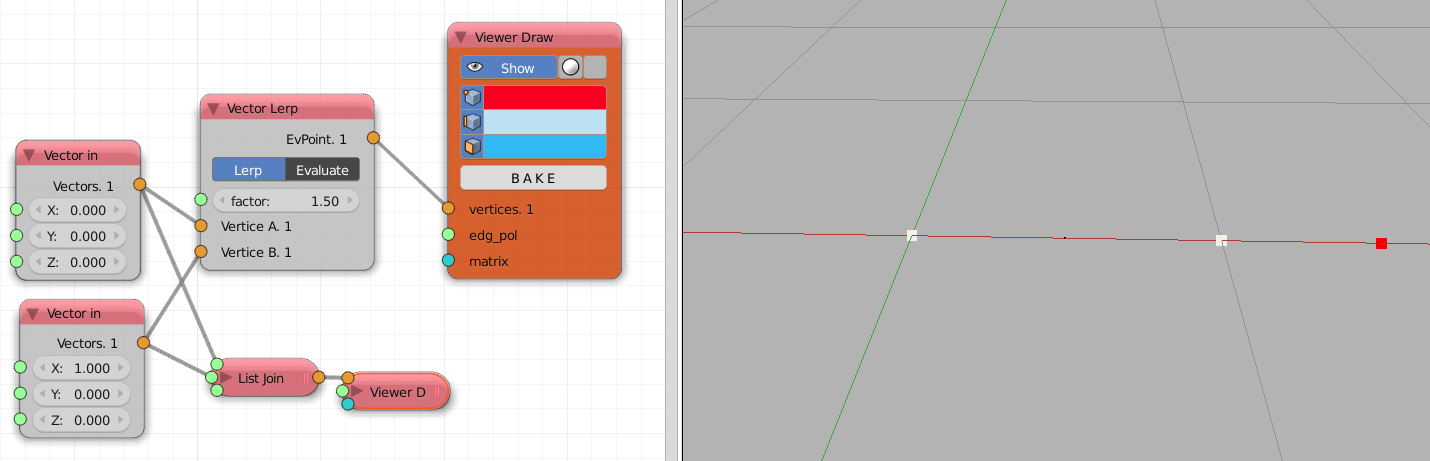 Viewer Draw
Show
BAKE
vertices. 1
edg_pol
matrix
Vector Lerp
EvPoint. 1
Lerp Evaluate
factor: 1.50
Vertice A. 1
Vertice B. 1
Vector in
Vectors. 1
X: 0.000
Y: 0.000
Z: 0.000
Vector in
Vectors. 1
X: 1.000
Y: 0.000
Z: 0.000
List Join
Viewer D